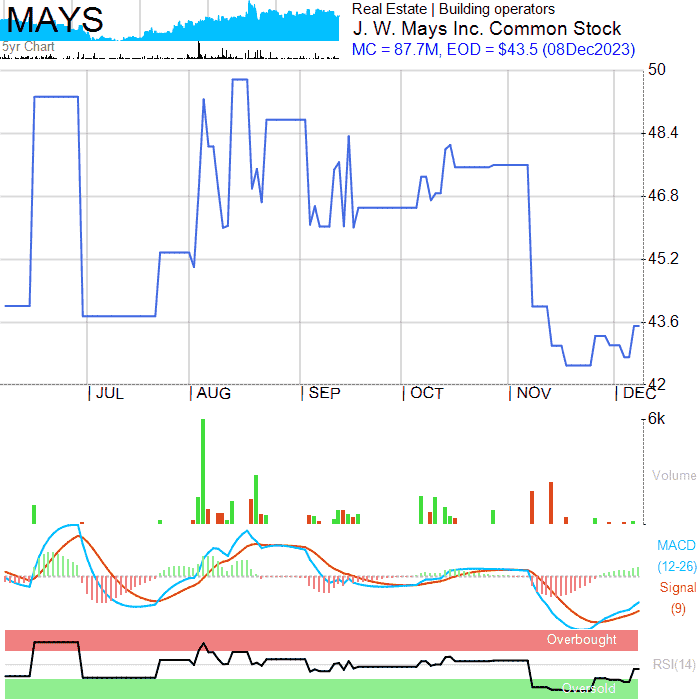 MAYS
5yr Chart
Real Estate | Building operators
J. W. Mays Inc. Common Stock
MC = 87.7M, EOD = $43.5 (08Dec2023)
50
48.4
46.8
45.2
43.6
42
JUL
AUG
SEP
OCT
NOV
DEC
6k
Volume
MACD
(12-26)
Signal
(9)
Overbought
RSI(14)
Oversold